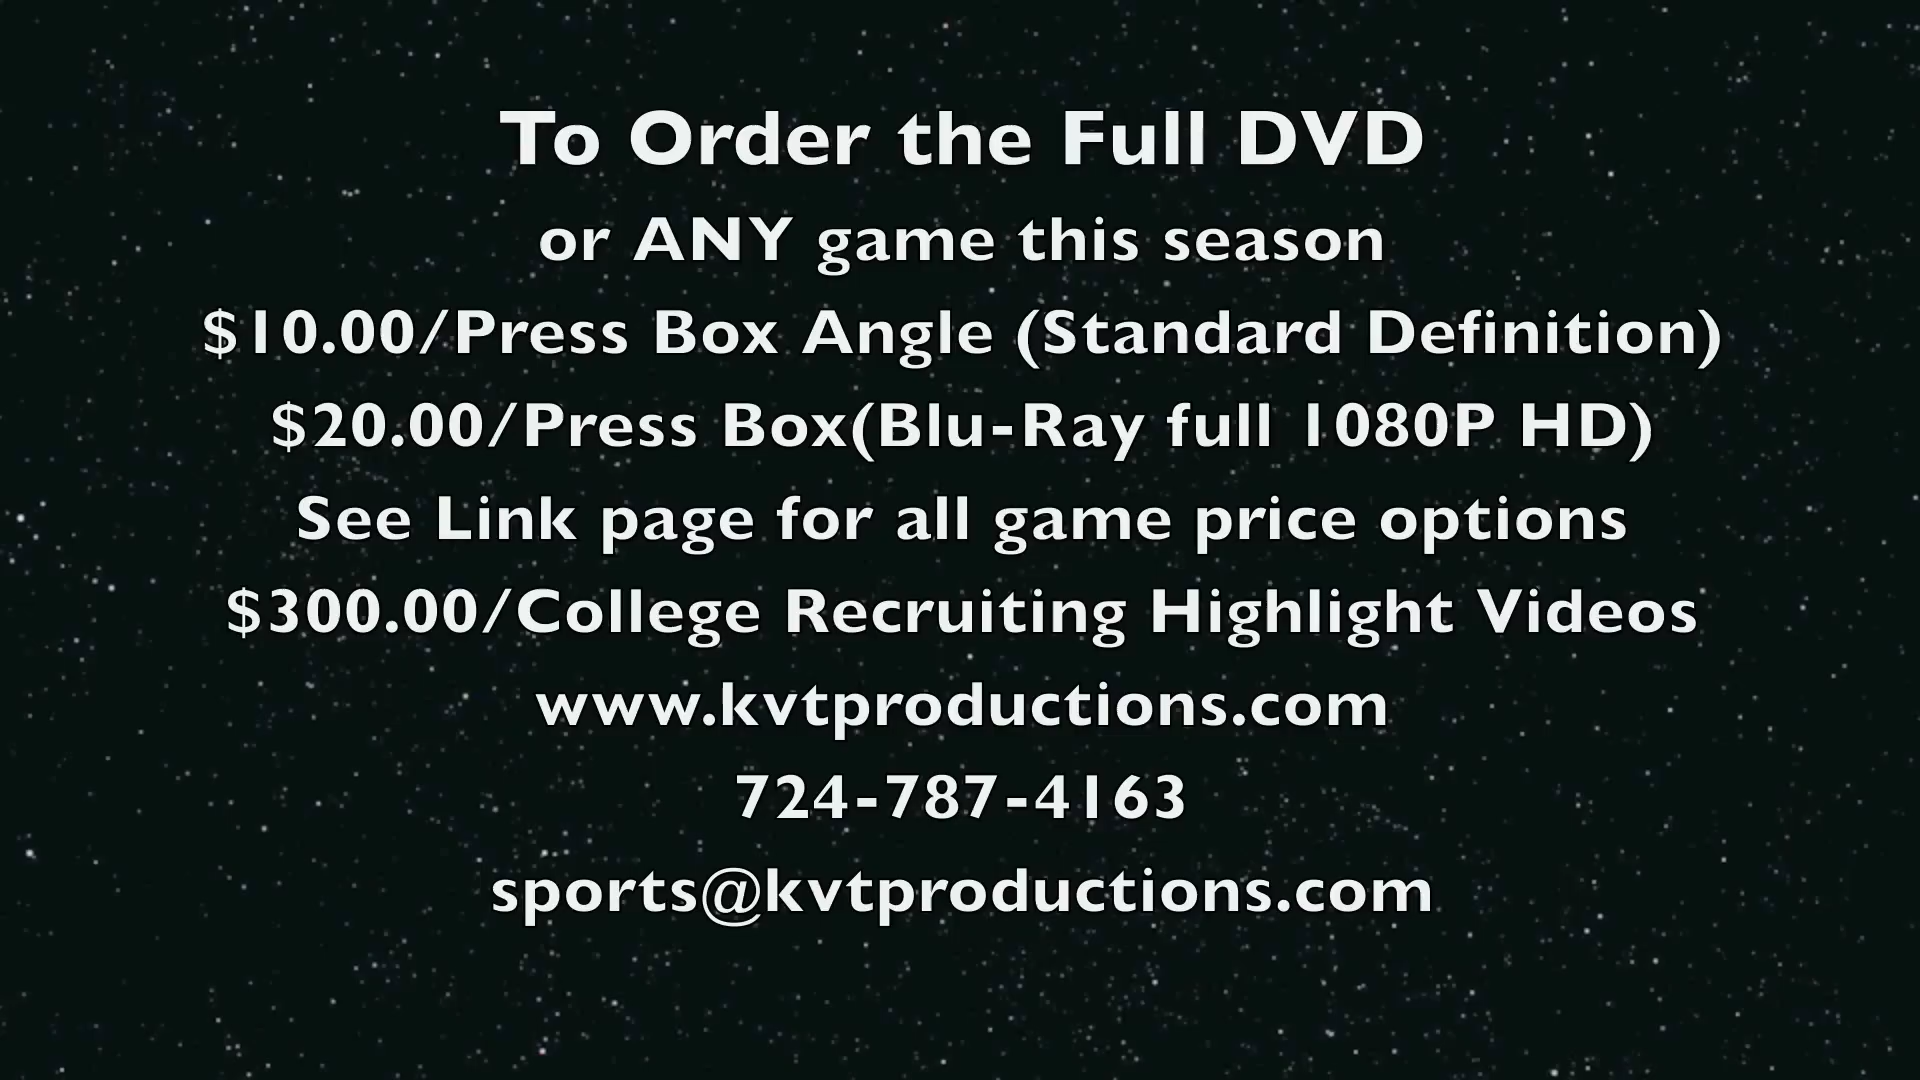 To Order the Full DVD
or ANY game this season
$10.00/Press Box Angle (Standard Definition)
$20.00/Press Box(Blu-Ray full 1080P HD)
See Link page for all game price options
$300.00/College Recruiting Highlight Videos
www.kvtproductions.com
724-787-4163
sports@kvtproductions.com